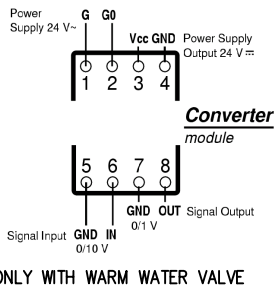 Power G G0
Supply 24 V~
Vcc GND Power Supply
Output 24 V⎓
1 2 3 4
Converter
module
5 6 7 8
GND OUT Signal Output
0/1 V
Signal Input GND IN
0/10 V
ONLY WITH WARM WATER VALVE